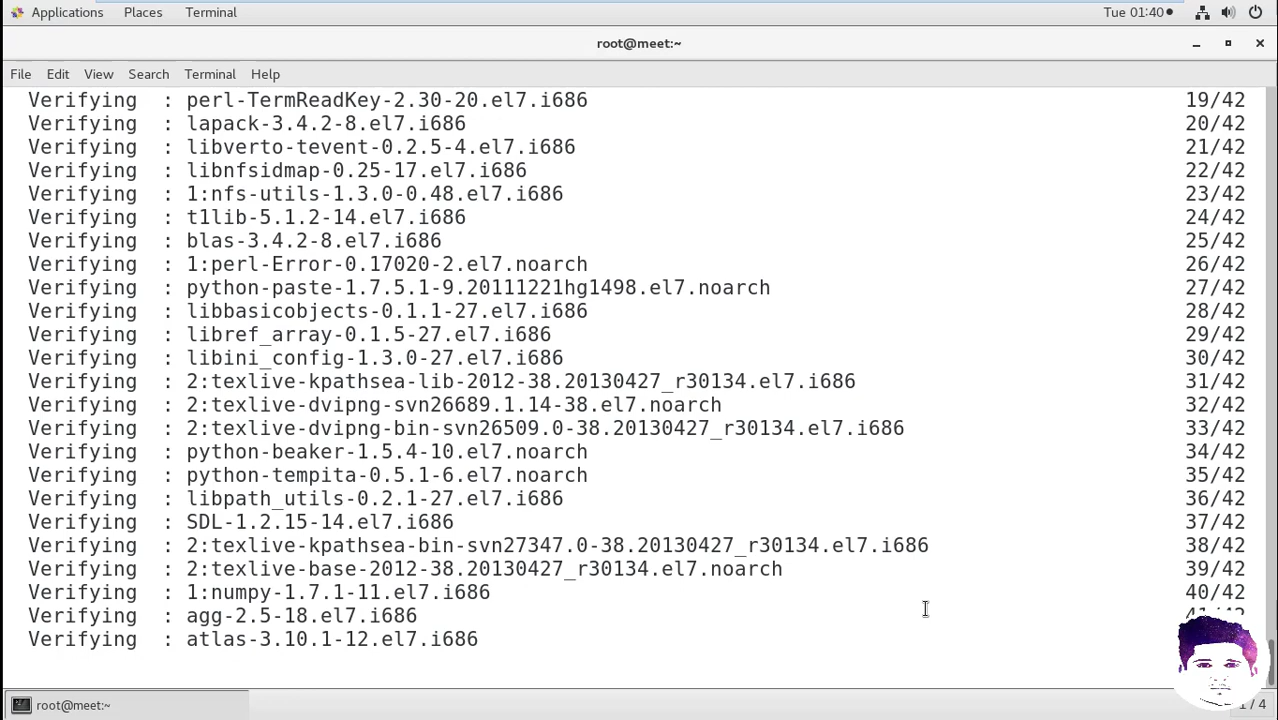 Applications Places Terminal Tue 01:40
root@meet:~
File Edit View Search Terminal Help
Verifying : perl-TermReadKey-2.30-20.el7.i686 19/42
Verifying : lapack-3.4.2-8.el7.i686 20/42
Verifying : libverto-tevent-0.2.5-4.el7.i686 21/42
Verifying : libnfsidmap-0.25-17.el7.i686 22/42
Verifying : 1:nfs-utils-1.3.0-0.48.el7.i686 23/42
Verifying : t1lib-5.1.2-14.el7.i686 24/42
Verifying : blas-3.4.2-8.el7.i686 25/42
Verifying : 1:perl-Error-0.17020-2.el7.noarch 26/42
Verifying : python-paste-1.7.5.1-9.20111221hg1498.el7.noarch 27/42
Verifying : libbasicobjects-0.1.1-27.el7.i686 28/42
Verifying : libref_array-0.1.5-27.el7.i686 29/42
Verifying : libini_config-1.3.0-27.el7.i686 30/42
Verifying : 2:texlive-kpathsea-lib-2012-38.20130427_r30134.el7.i686 31/42
Verifying : 2:texlive-dvipng-svn26689.1.14-38.el7.noarch 32/42
Verifying : 2:texlive-dvipng-bin-svn26509.0-38.20130427_r30134.el7.i686 33/42
Verifying : python-beaker-1.5.4-10.el7.noarch 34/42
Verifying : python-tempita-0.5.1-6.el7.noarch 35/42
Verifying : libpath_utils-0.2.1-27.el7.i686 36/42
Verifying : SDL-1.2.15-14.el7.i686 37/42
Verifying : 2:texlive-kpathsea-bin-svn27347.0-38.20130427_r30134.el7.i686 38/42
Verifying : 2:texlive-base-2012-38.20130427_r30134.el7.noarch 39/42
Verifying : 1:numpy-1.7.1-11.el7.i686 40/42
Verifying : agg-2.5-18.el7.i686 41/42
Verifying : atlas-3.10.1-12.el7.i686
root@meet:~ 1 / 4